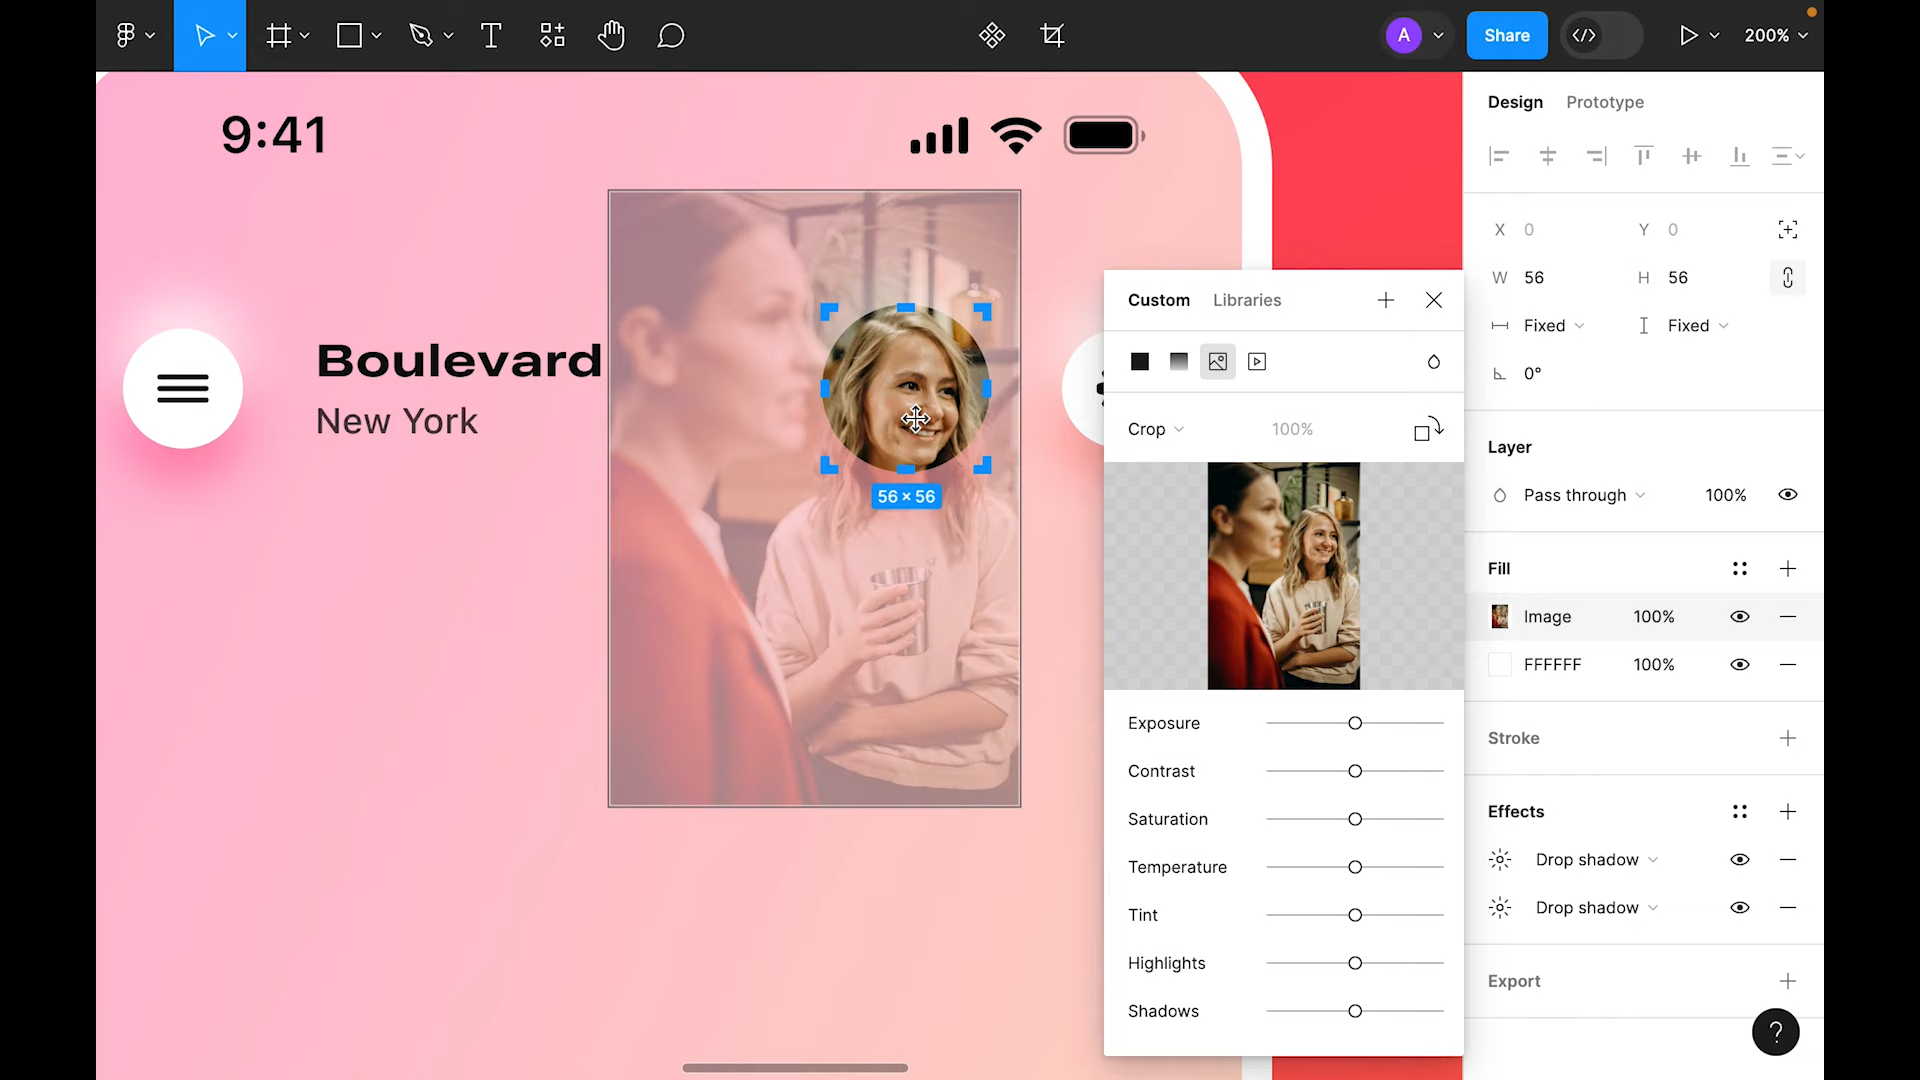 A
Share
200%
Design
Prototype
9:41
X 0
Y 0
W 56
H 56
Custom
Libraries
Fixed
Fixed
Boulevard
New York
0°
Crop
100%
Layer
56 × 56
Pass through
100%
Fill
Image
100%
FFFFFF
100%
Exposure
Stroke
Contrast
Saturation
Effects
Temperature
Drop shadow
Tint
Drop shadow
Highlights
Export
Shadows
?